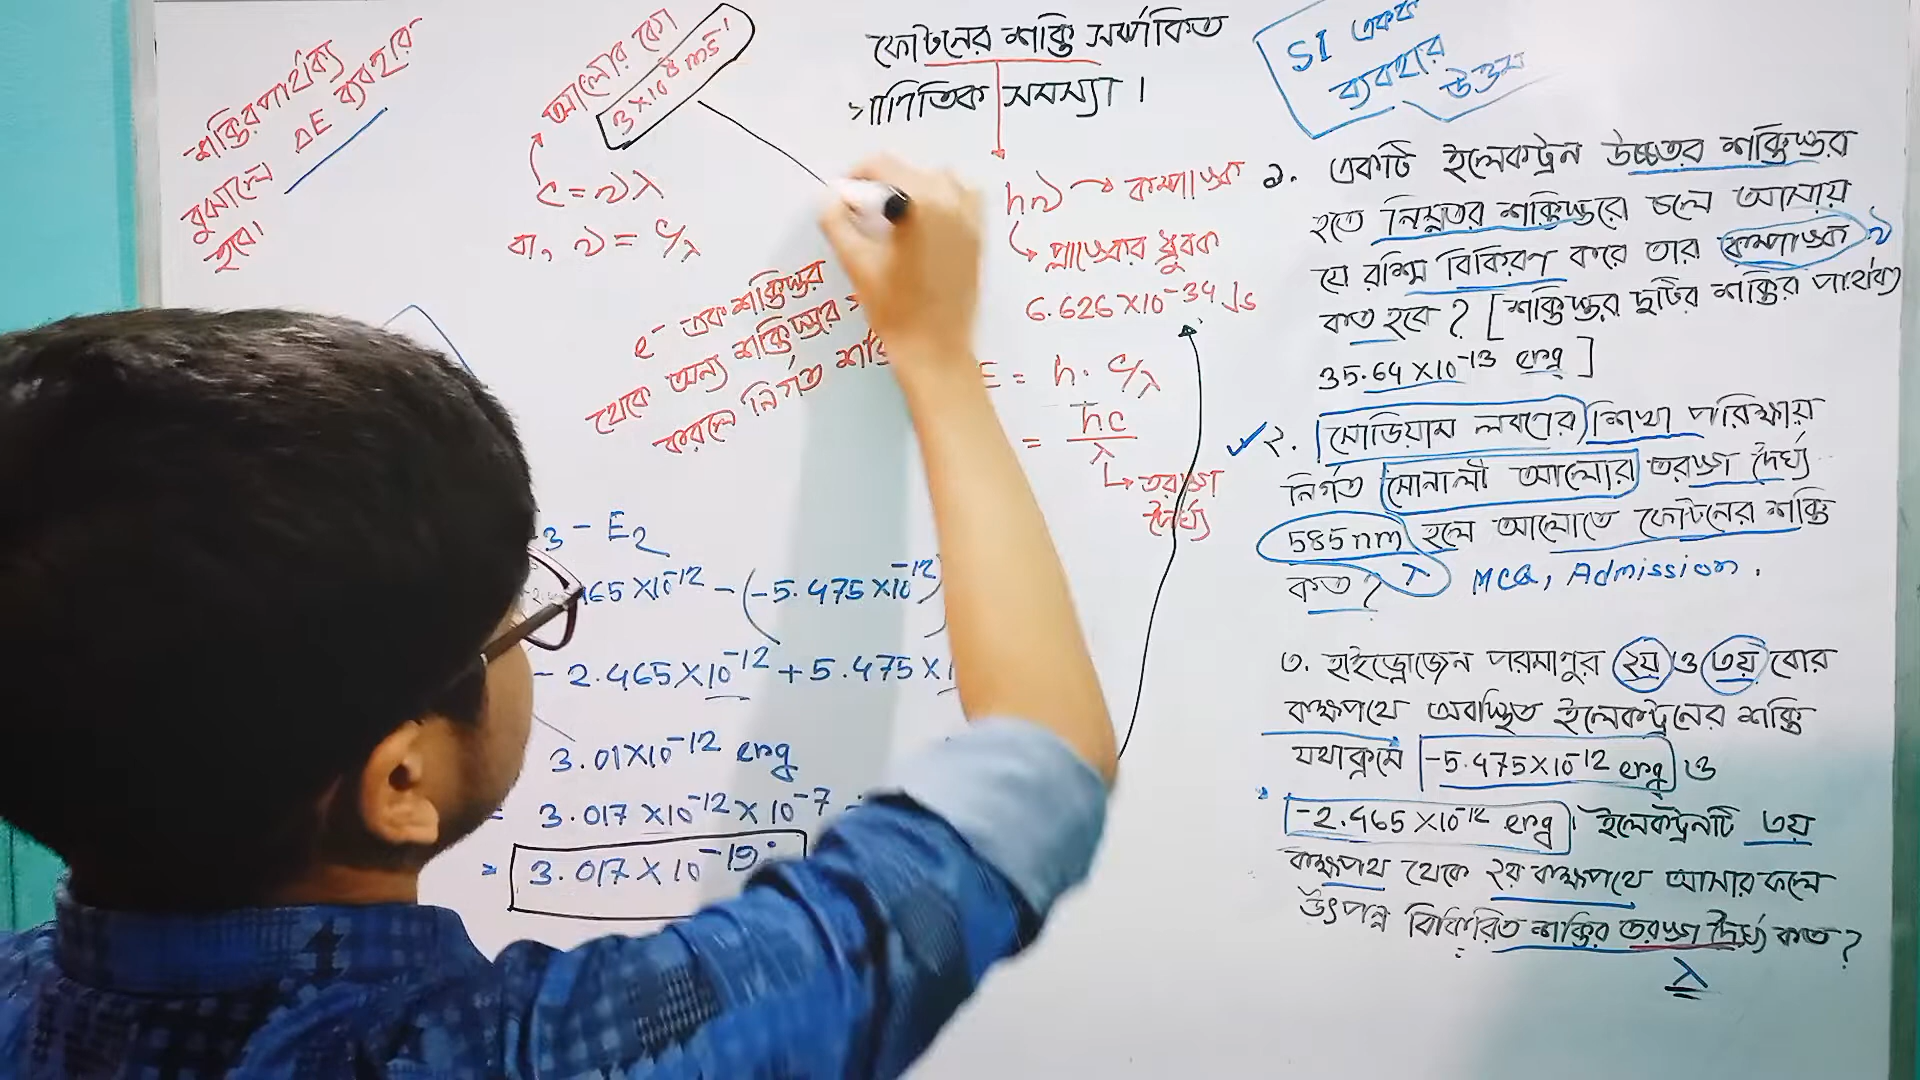 শক্তির পার্থক্য
বুঝালে ΔE ব্যবহার
হবে।
আলোর বেগ
3×10⁸ ms⁻¹
c = νλ
বা, ν = c/λ
ফোটনের শক্তি সম্পর্কিত
গাণিতিক সমস্যা।
hν → কম্পাঙ্ক
প্লাঙ্কের ধ্রুবক
6.626×10⁻³⁴ Js
E = h. c/λ
= hc/λ
তরঙ্গ
দৈর্ঘ্য
e⁻ এক শক্তিস্তর
থেকে অন্য শক্তিস্তরে
করলে নির্গত
3 - E₂
465×10⁻¹² - (-5.475×10⁻¹²)
- 2.465×10⁻¹² + 5.475×1
3.01×10⁻¹² erg
= 3.017×10⁻¹²×10⁻⁷
3.017×10⁻¹⁹
SI একক
ব্যবহার
উত্তম
১. একটি ইলেকট্রন উচ্চতর শক্তিস্তর
হতে নিম্নতর শক্তিস্তরে চলে আসায়
যে রশ্মি বিকিরণ করে তার কম্পাঙ্ক ν
কত হবে? [শক্তিস্তর দুটির শক্তির পার্থক্য
35.64×10⁻¹³ erg]
২. সোডিয়াম লবণের শিখা পরিক্ষায়
নির্গত সোনালী আলোর তরঙ্গ দৈর্ঘ্য
585nm হলে আলোতে ফোটনের শক্তি
কত? λ MCQ, Admission.
৩. হাইড্রোজেন পরমাণুর ২য় ও ৩য় বোর
কক্ষপথে অবস্থিত ইলেকট্রনের শক্তি
যথাক্রমে -5.475×10⁻¹² erg ও
-2.465×10⁻¹² erg। ইলেকট্রনটি ৩য়
কক্ষপথ থেকে ২য় কক্ষপথে আসার ফলে
উৎপন্ন বিকিরিত শক্তির তরঙ্গ দৈর্ঘ্য কত?
λ